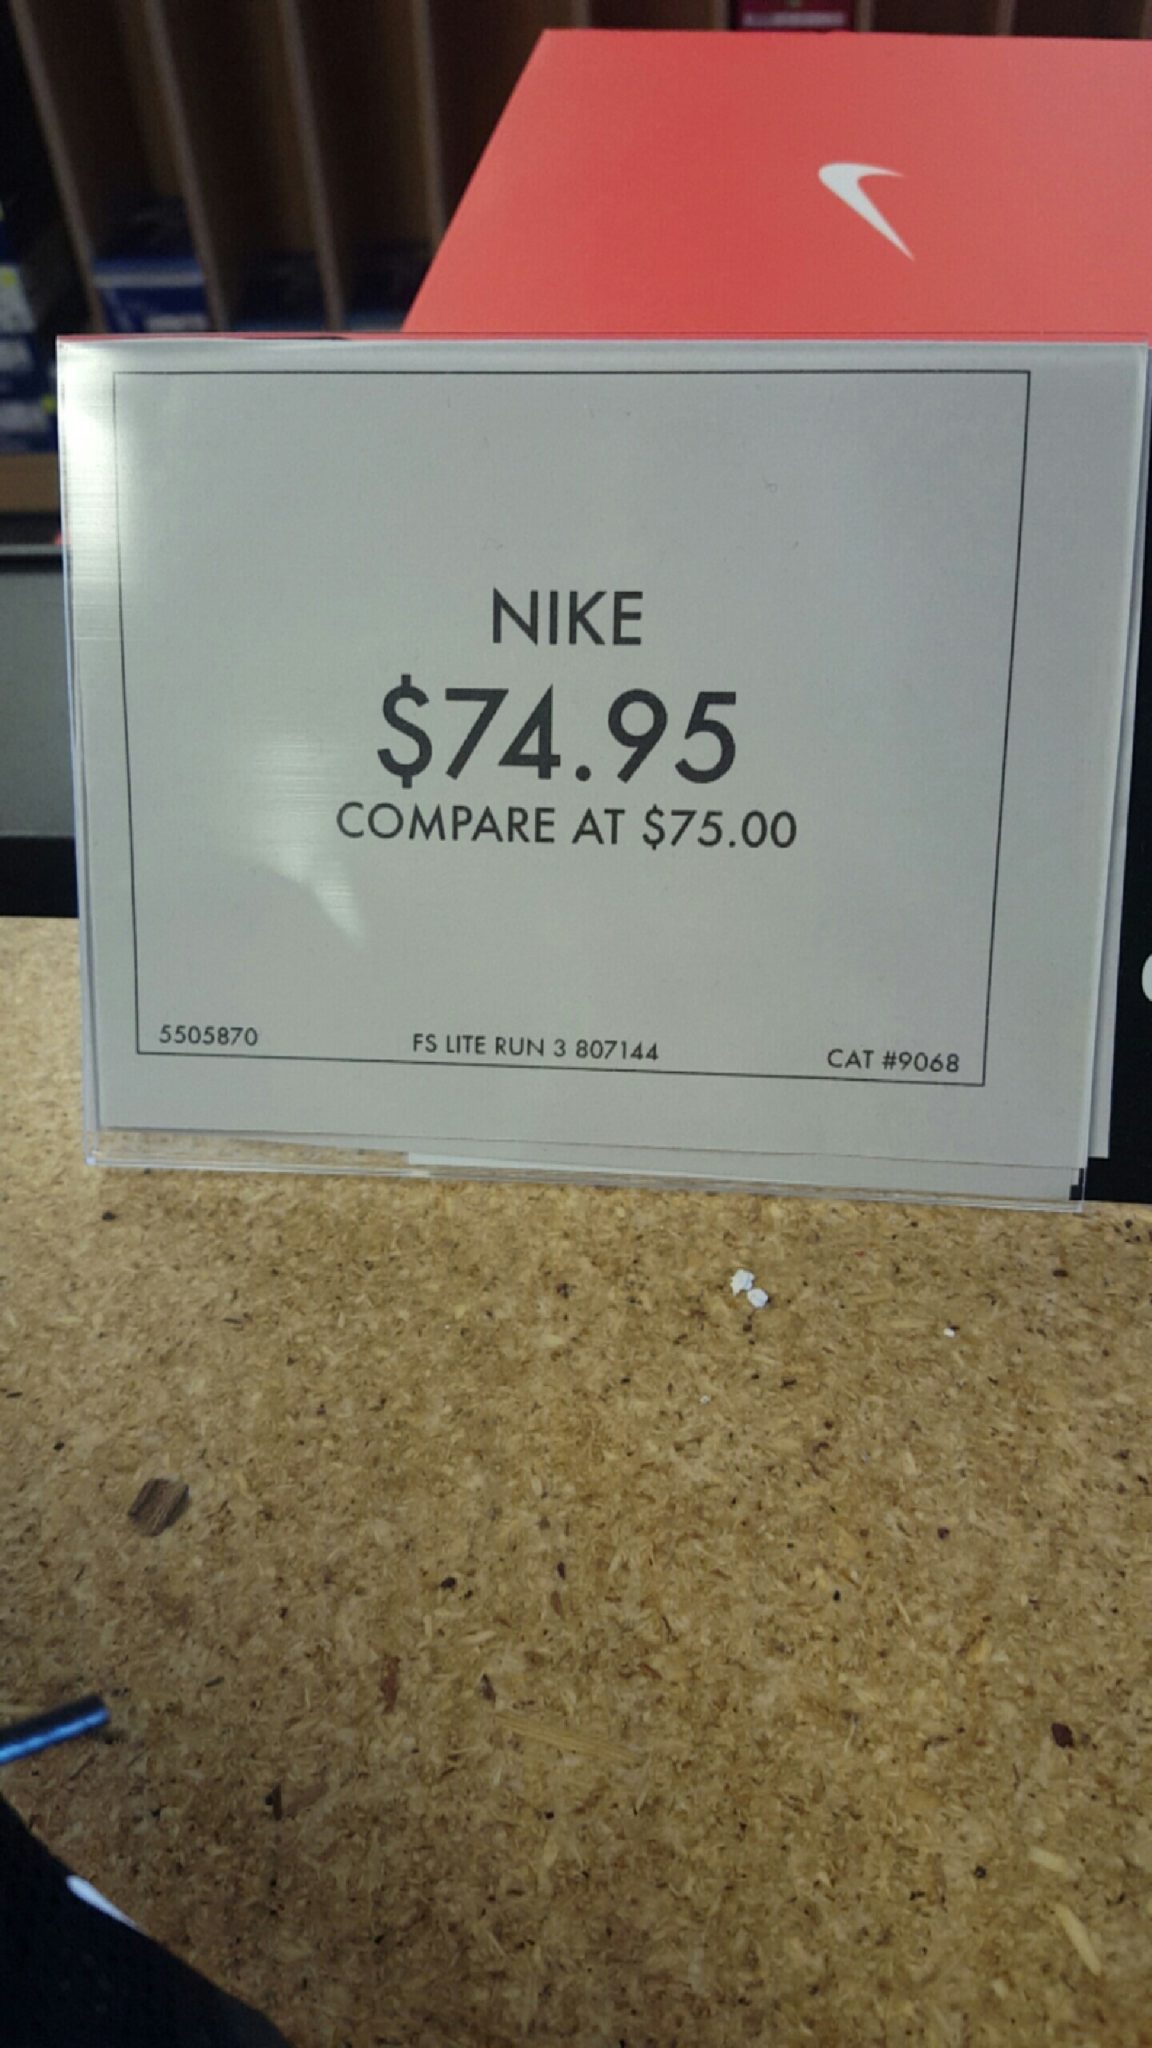 NIKE
$74.95
COMPARE AT $75.00
5505870 FS LITE RUN 3 807144 CAT #9068